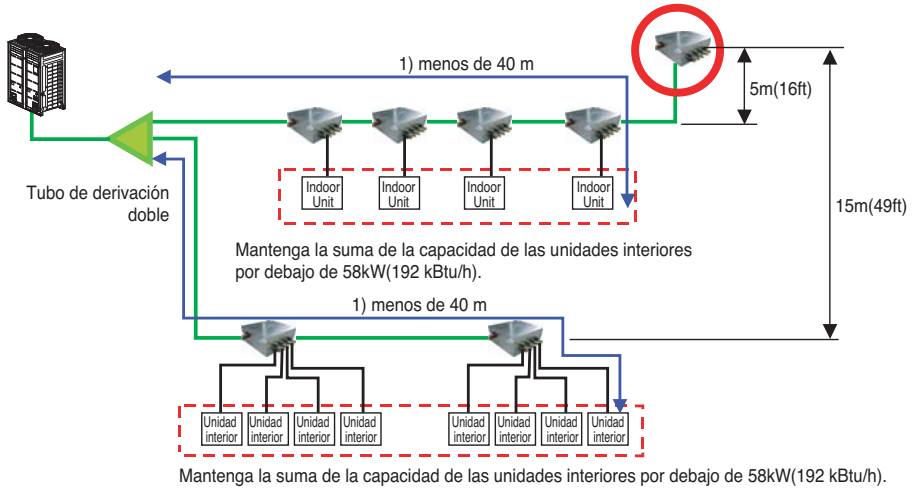 1) menos de 40 m
5m(16ft)
Tubo de derivación
doble
Indoor
Unit
Indoor
Unit
Indoor
Unit
Indoor
Unit
15m(49ft)
Mantenga la suma de la capacidad de las unidades interiores
por debajo de 58kW(192 kBtu/h).
1) menos de 40 m
Unidad
interior
Unidad
interior
Unidad
interior
Unidad
interior
Unidad
interior
Unidad
interior
Unidad
interior
Unidad
interior
Mantenga la suma de la capacidad de las unidades interiores por debajo de 58kW(192 kBtu/h).